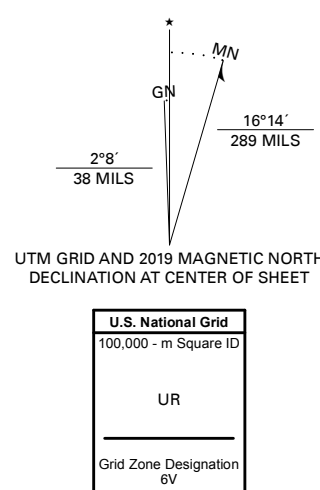 ★
MN
GN
16°14´
289 MILS
2°8´
38 MILS
UTM GRID AND 2019 MAGNETIC NORTH
DECLINATION AT CENTER OF SHEET
U.S. National Grid
100,000 - m Square ID
UR
Grid Zone Designation
6V